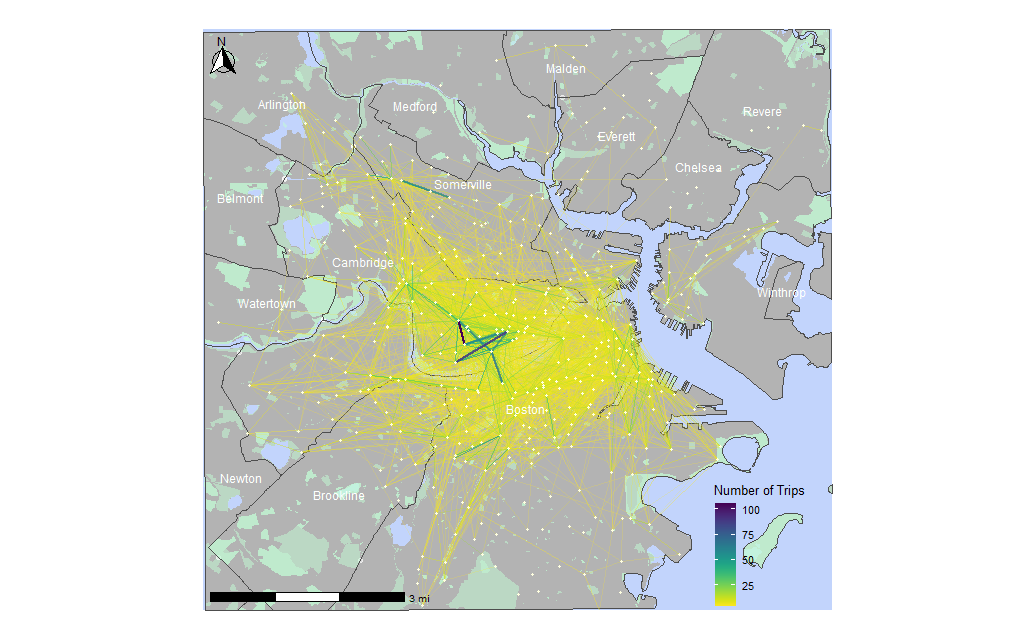 N
Malden
Arlington
Medford
Revere
Everett
Chelsea
Somerville
Belmont
Cambridge
Winthrop
Watertown
Boston
Newton
Brookline
Number of Trips
100
75
50
25
3 mi